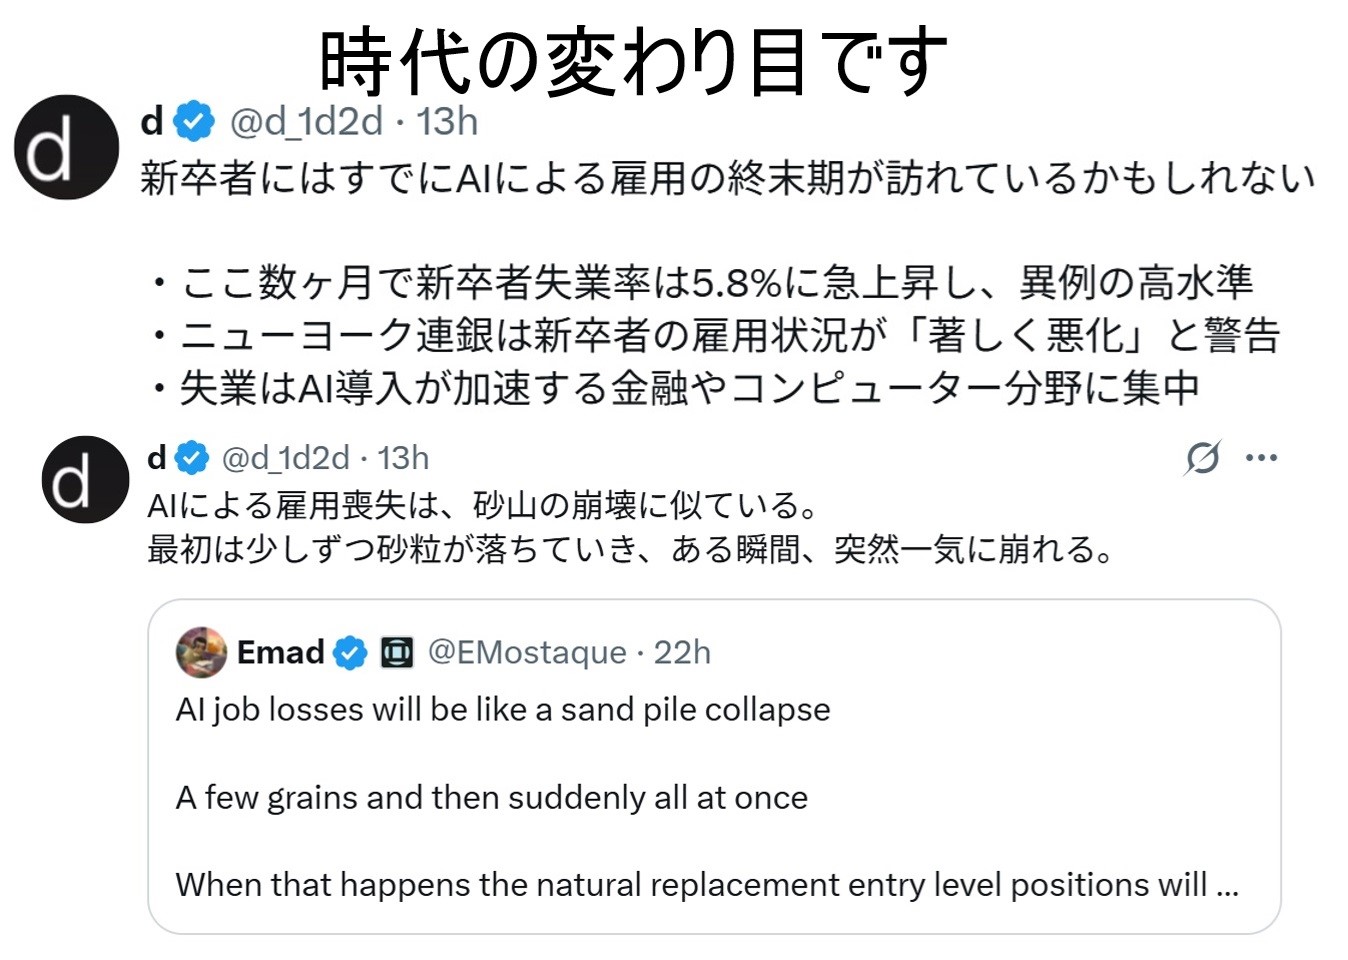 時代の変わり目です
d @d_1d2d · 13h
新卒者にはすでにAIによる雇用の終末期が訪れているかもしれない
・ここ数ヶ月で新卒者失業率は5.8%に急上昇し、異例の高水準
・ニューヨーク連銀は新卒者の雇用状況が「著しく悪化」と警告
・失業はAI導入が加速する金融やコンピューター分野に集中
d @d_1d2d · 13h
AIによる雇用喪失は、砂山の崩壊に似ている。
最初は少しずつ砂粒が落ちていき、ある瞬間、突然一気に崩れる。
Emad @EMostaque · 22h
AI job losses will be like a sand pile collapse
A few grains and then suddenly all at once
When that happens the natural replacement entry level positions will ...